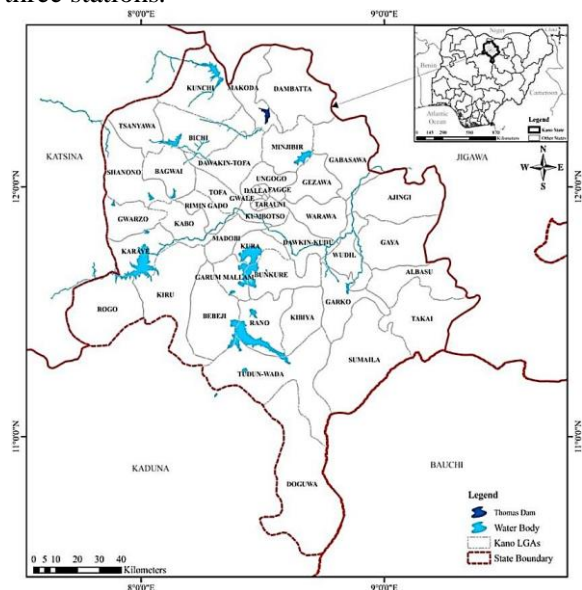 three stations.
8°0'0"E
9°0'0"E
Niger
Benin
Cameroon
Atlantic
Ocean
Legend
Kano State
Other States
Kilometers
KUNCHI
MAKODA
DAMBATTA
TSANYAWA
BICHI
MINJIBIR
KATSINA
GABASAWA
JIGAWA
N
W E
S
SHANONO
BAGWAI
DAWAKIN-TOFA
UNGOGO
GEZAWA
12°0'0"N
12°0'0"N
TOFA
DALLA
FAGGE
GWALE
TARAUNI
AJINGI
RIMIN GADO
GWARZO
KABO
KUMBOTSO
WARAWA
MADOBI
DAWKIN-KUDU
GAYA
KARAYE
KURA
WUDIL
GARUM MALLAM
BUNKURE
ALBASU
ROGO
KIRU
BEBEJI
RANO
KIBIYA
GARKO
TAKAI
SUMAILA
TUDUN-WADA
11°0'0"N
11°0'0"N
KADUNA
BAUCHI
DOGUWA
Legend
Thomas Dam
Water Body
Kano LGAs
State Boundary
0 5 10 20 30 40
Kilometers
8°0'0"E
9°0'0"E